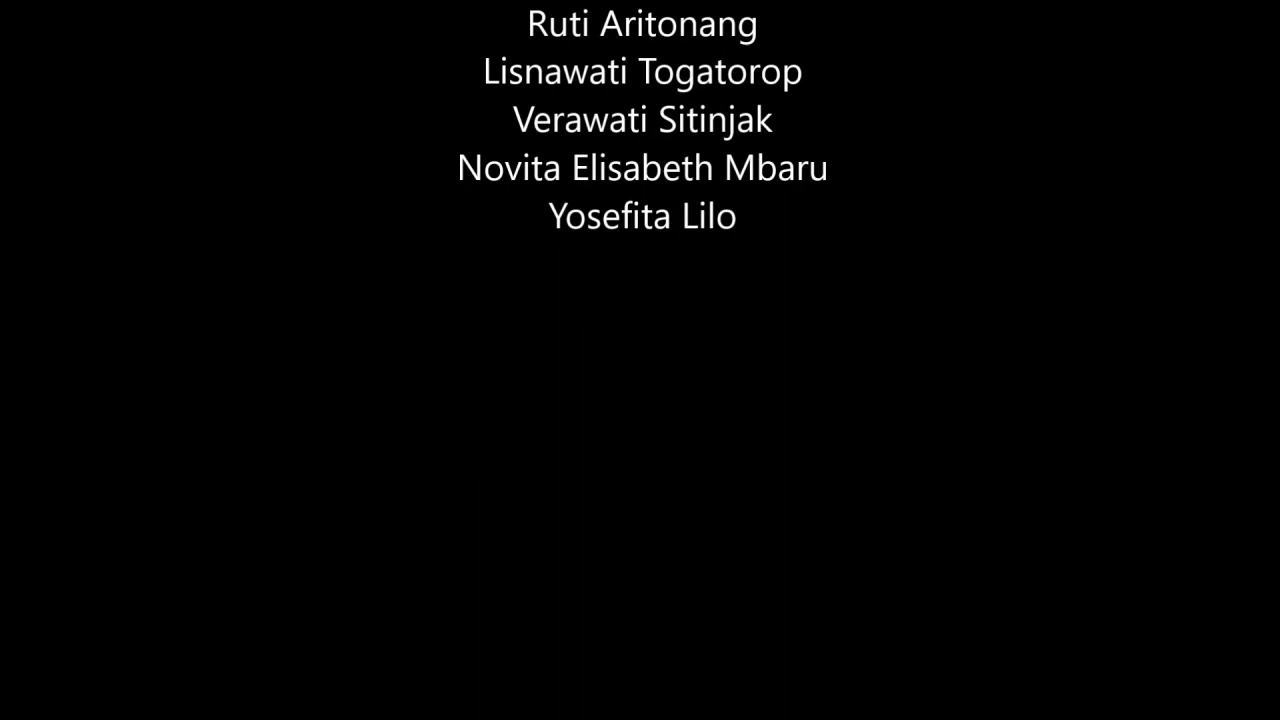 Ruti Aritonang
Lisnawati Togatorop
Verawati Sitinjak
Novita Elisabeth Mbaru
Yosefita Lilo